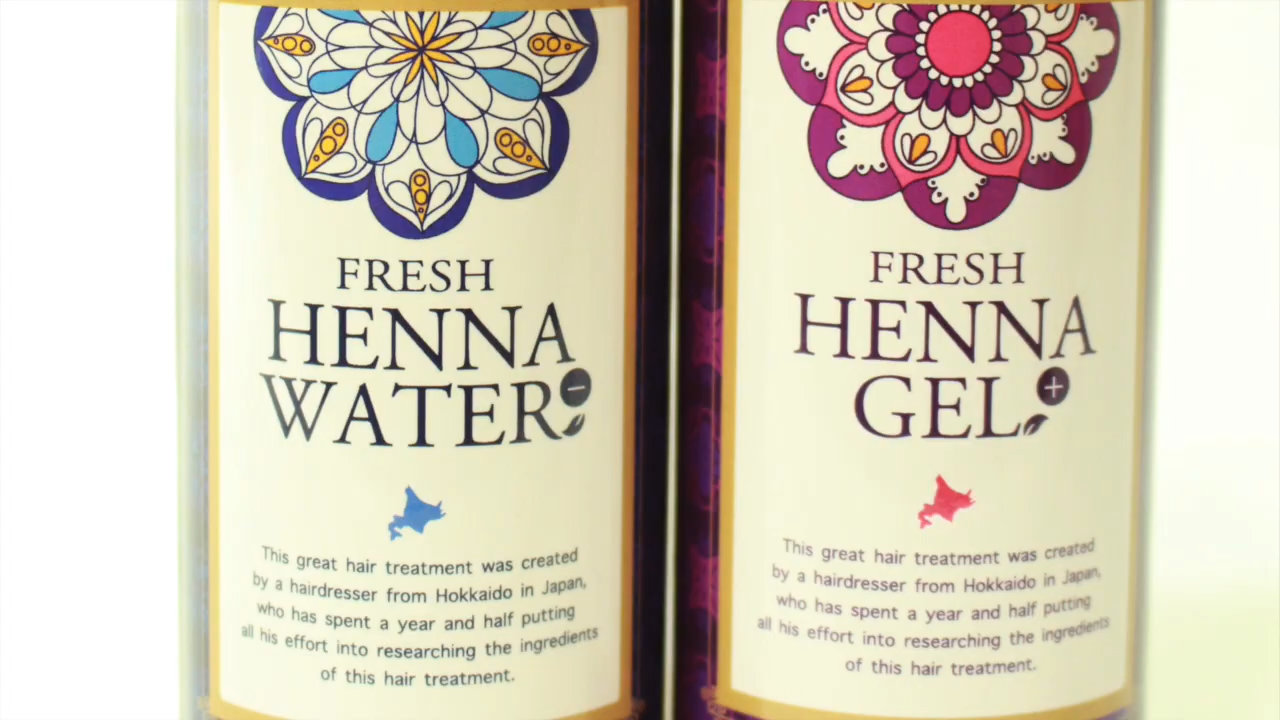 FRESH
HENNA
WATER
This great hair treatment was created
by a hairdresser from Hokkaido in Japan,
who has spent a year and half putting
all his effort into researching the ingredients
of this hair treatment.
FRESH
HENNA
GEL
This great hair treatment was created
by a hairdresser from Hokkaido in Japan,
who has spent a year and half putting
all his effort into researching the ingredients
of this hair treatment.